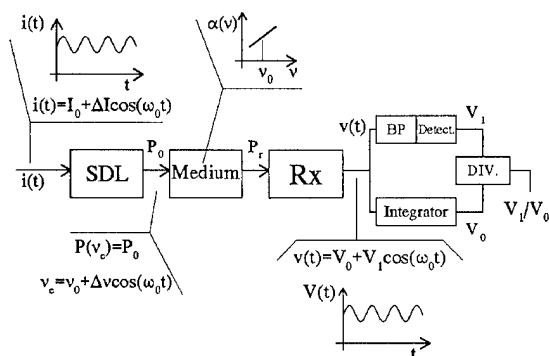 i(t)
t
i(t)=I₀+ΔIcos(ω₀t)
α(ν)
ν₀ ν
i(t)
SDL
P₀
Medium
Pᵣ
Rx
v(t)
BP
Detect.
V₁
DIV.
Integrator
V₀
V₁/V₀
P(νₑ)=P₀
νₑ=ν₀+Δνcos(ω₀t)
v(t)=V₀+V₁cos(ω₀t)
V(t)
t